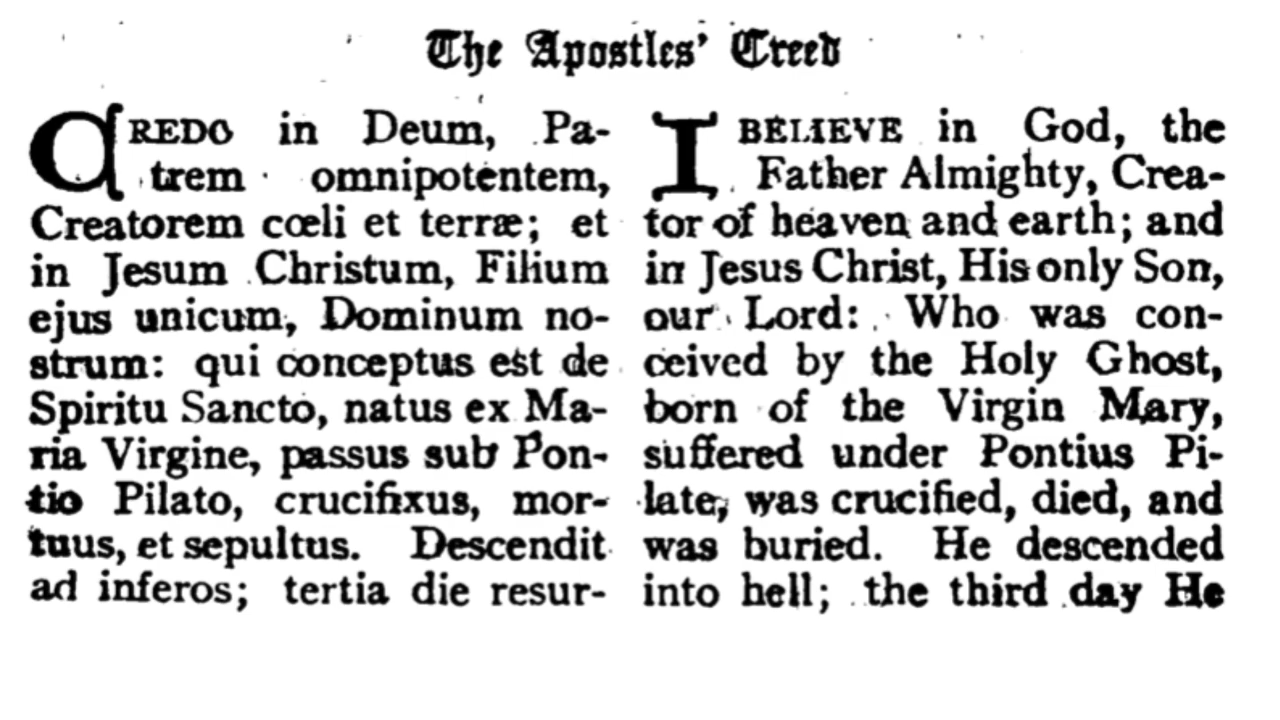 The Apostles' Creed
CREDO in Deum, Pa-
trem omnipotentem,
Creatorem cœli et terræ; et
in Jesum Christum, Filium
ejus unicum, Dominum no-
strum: qui conceptus est de
Spiritu Sancto, natus ex Ma-
ria Virgine, passus sub Pon-
tio Pilato, crucifixus, mor-
tuus, et sepultus. Descendit
ad inferos; tertia die resur-
I BELIEVE in God, the
Father Almighty, Crea-
tor of heaven and earth; and
in Jesus Christ, His only Son,
our Lord: Who was con-
ceived by the Holy Ghost,
born of the Virgin Mary,
suffered under Pontius Pi-
late, was crucified, died, and
was buried. He descended
into hell; the third day He